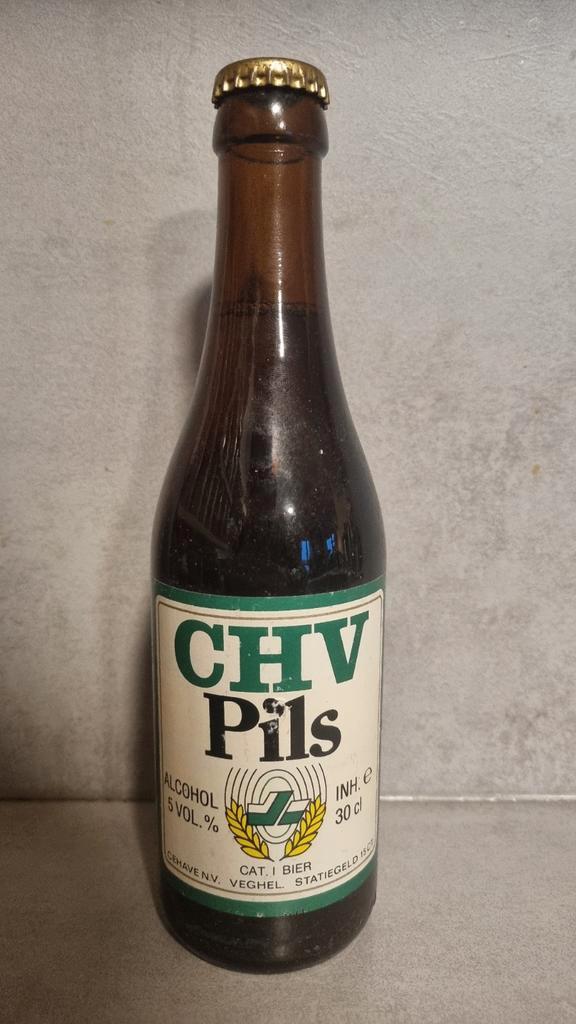 CHV
Pils
ALCOHOL
5 VOL.%
INH. e
30 cl
CAT. I BIER
CEHAVE N.V. VEGHEL. STATIEGELD 15 CT